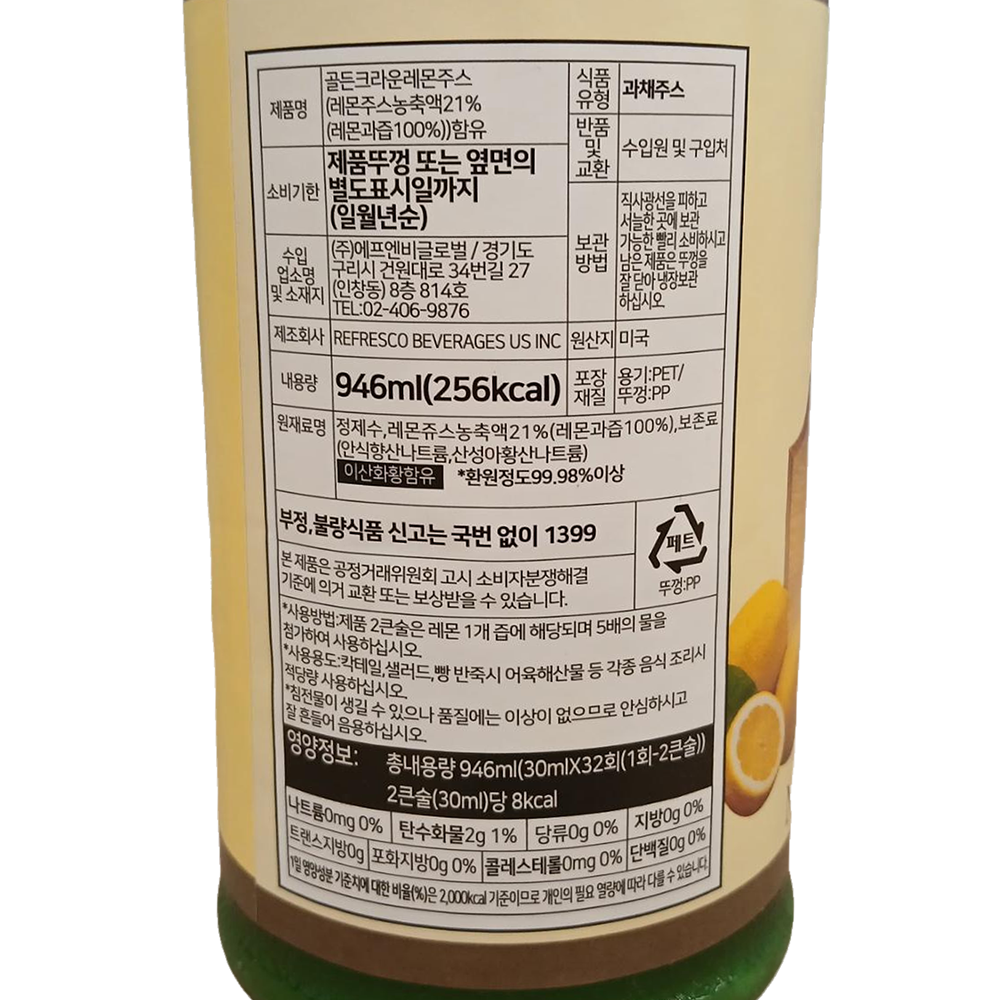 제품명
골든크라운레몬주스
(레몬주스농축액21%
(레몬과즙100%))함유
식품
유형
과채주스
반품
및
교환
수입원 및 구입처
소비기한
제품뚜껑 또는 옆면의
별도표시일까지
(일월년순)
보관
방법
직사광선을 피하고
서늘한 곳에 보관
가능한 빨리 소비하시고
남은 제품은 뚜껑을
잘 닫아 냉장보관
하십시오.
수입
업소명
및 소재지
(주)에프엔비글로벌 / 경기도
구리시 건원대로 34번길 27
(인창동) 8층 814호
TEL:02-406-9876
제조회사
REFRESCO BEVERAGES US INC
원산지
미국
내용량
946ml(256kcal)
포장
재질
용기:PET/
뚜껑:PP
원재료명
정제수,레몬쥬스농축액21%(레몬과즙100%),보존료
(안식향산나트륨,산성아황산나트륨)
이산화황함유 *환원정도99.98%이상
부정,불량식품 신고는 국번 없이 1399
본 제품은 공정거래위원회 고시 소비자분쟁해결
기준에 의거 교환 또는 보상받을 수 있습니다.
페트
뚜껑:PP
*사용방법:제품 2큰술은 레몬 1개 즙에 해당되며 5배의 물을
첨가하여 사용하십시오.
*사용용도:칵테일,샐러드,빵 반죽시 어육해산물 등 각종 음식 조리시
적당량 사용하십시오.
*침전물이 생길 수 있으나 품질에는 이상이 없으므로 안심하시고
잘 흔들어 음용하십시오.
영양정보: 총내용량 946ml(30mlX32회(1회-2큰술))
2큰술(30ml)당 8kcal
나트륨0mg 0% 탄수화물2g 1% 당류0g 0% 지방0g 0%
트랜스지방0g 포화지방0g 0% 콜레스테롤0mg 0% 단백질0g 0%
1일 영양성분 기준치에 대한 비율(%)은 2,000kcal 기준이므로 개인의 필요 열량에 따라 다를 수 있습니다.